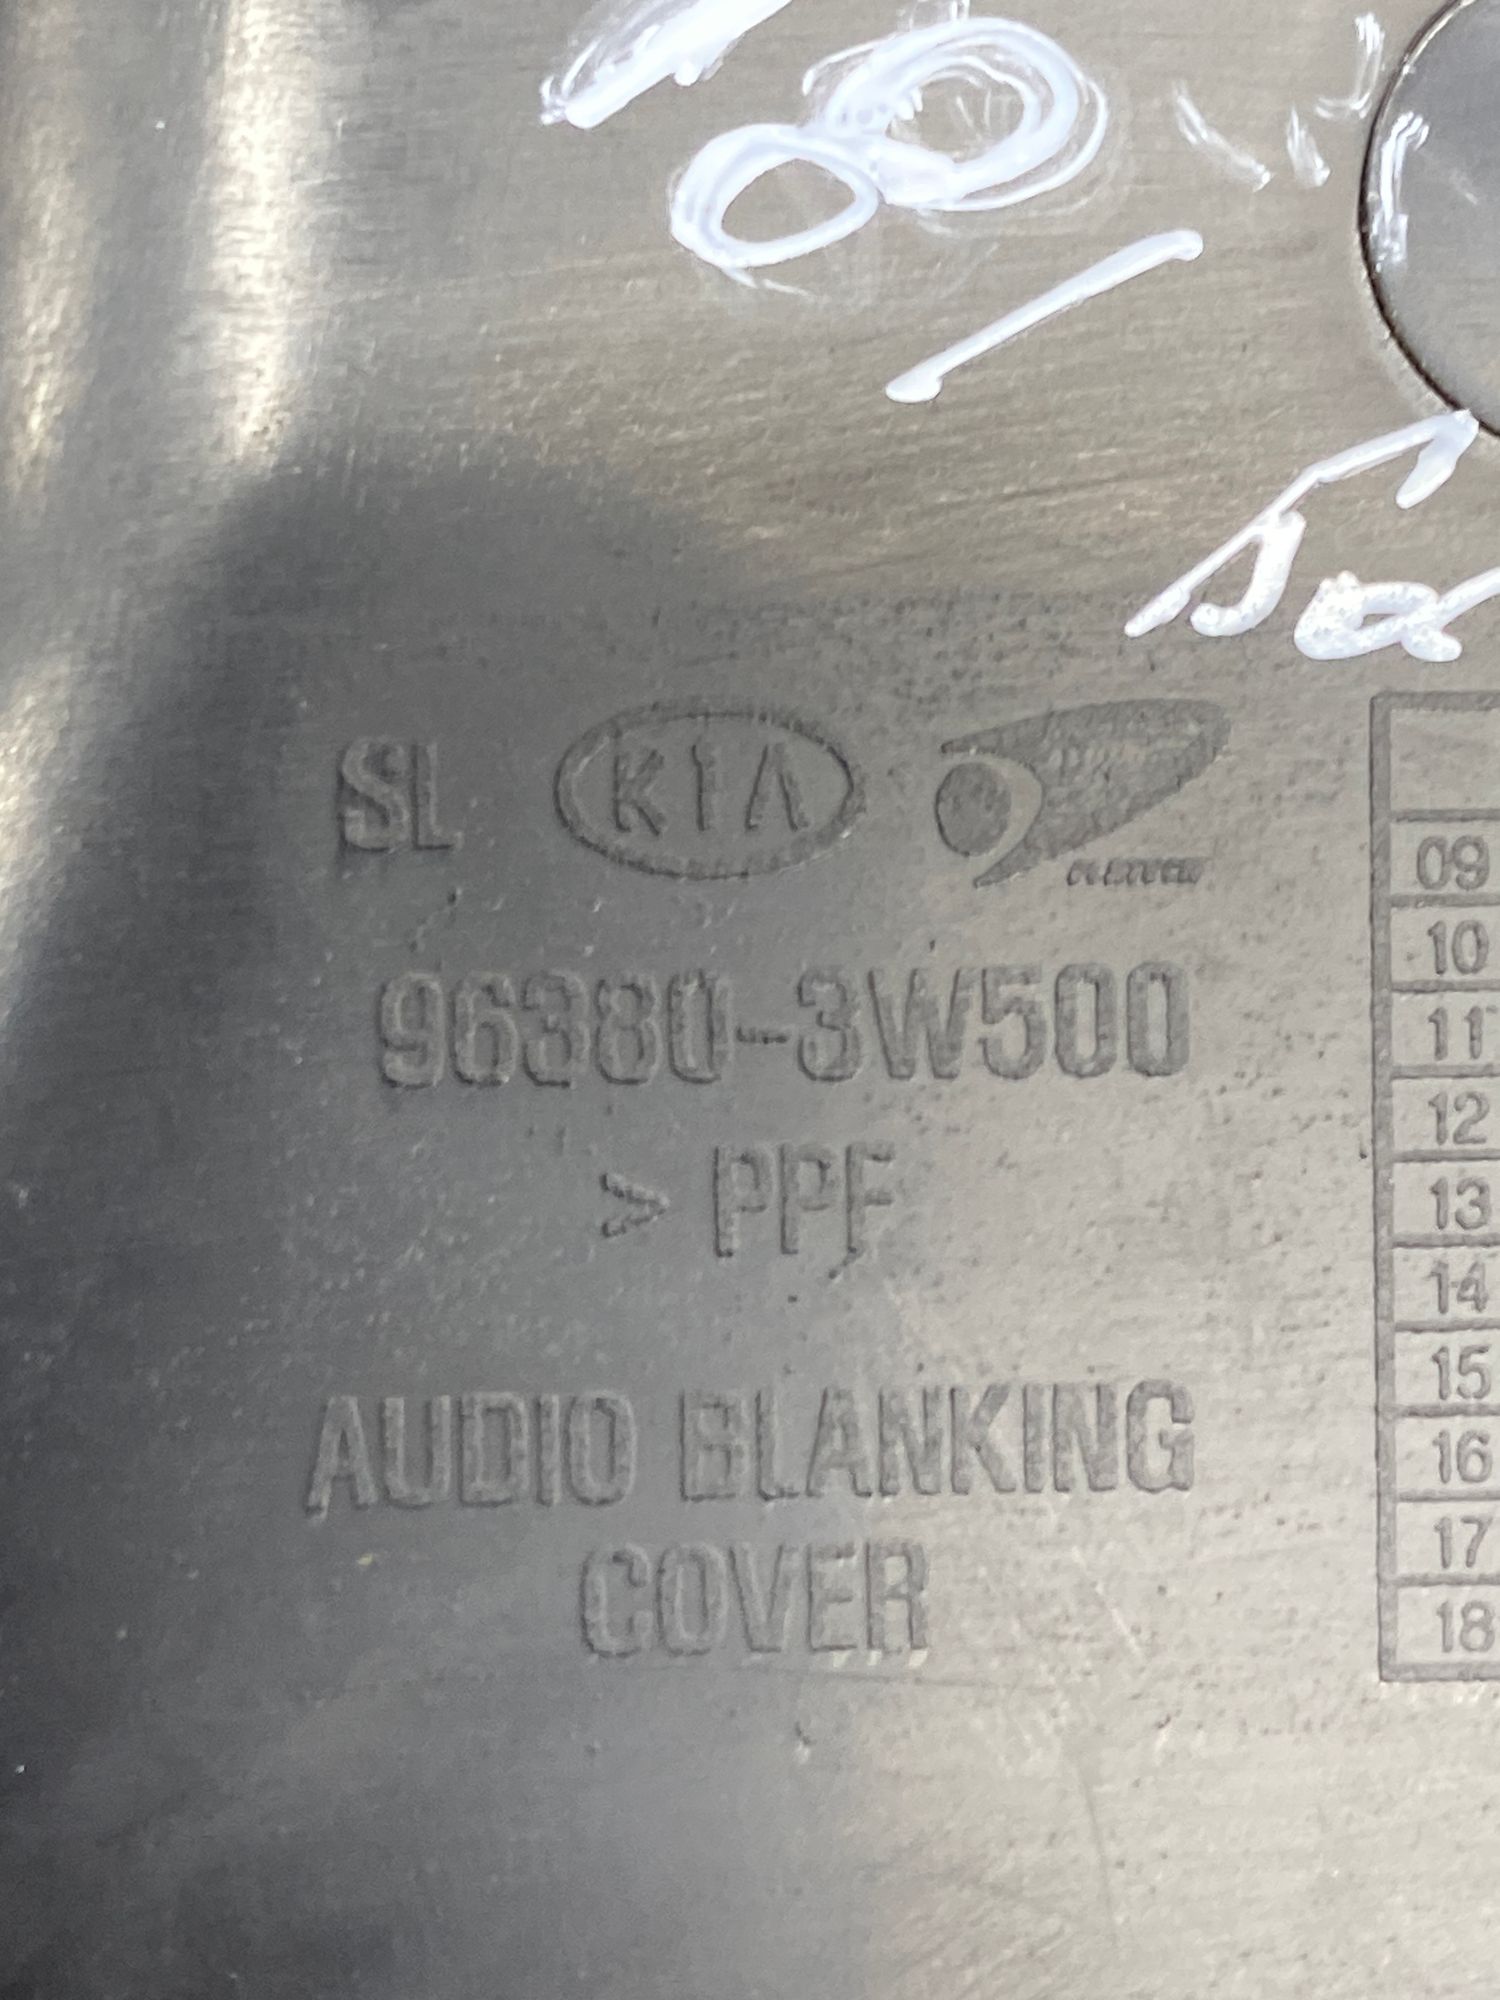 SL KIA
96380-3W500
> PPF
AUDIO BLANKING
COVER
09
10
11
12
13
14
15
16
17
18